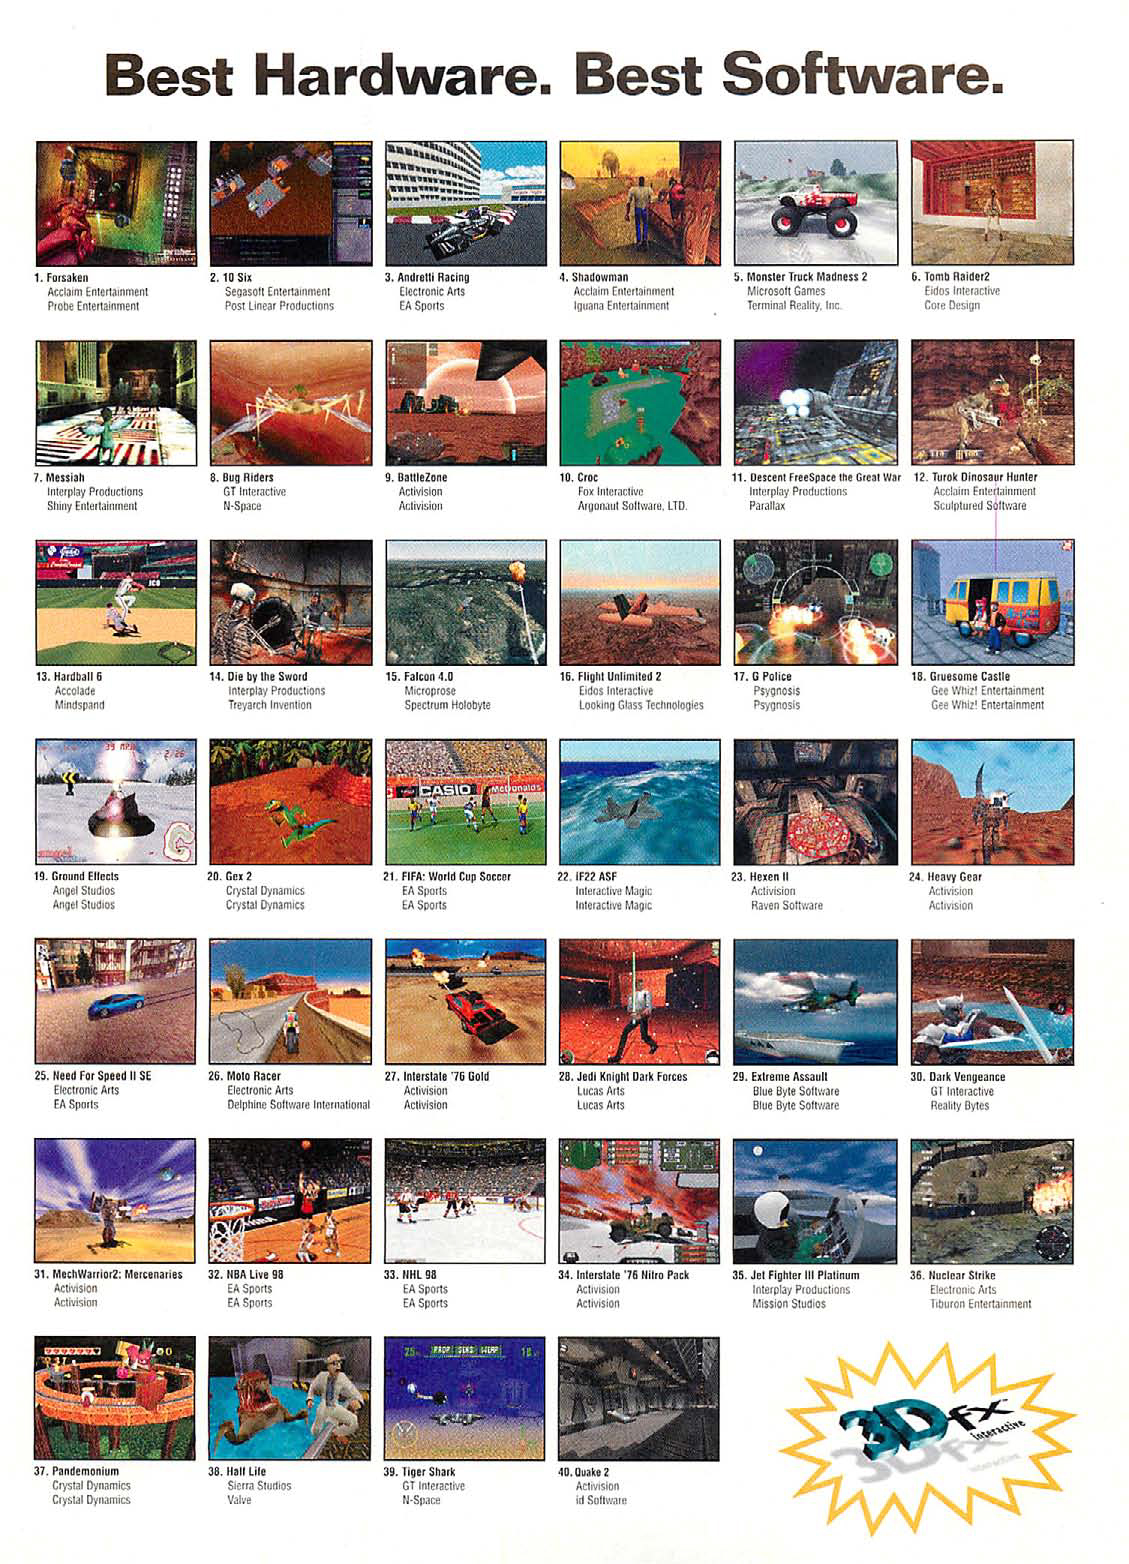 Best Hardware. Best Software.
1. Forsaken
Acclaim Entertainment
Probe Entertainment
2. 10 Six
Segasoft Entertainment
Post Linear Productions
3. Andretti Racing
Electronic Arts
EA Sports
4. Shadowman
Acclaim Entertainment
Iguana Entertainment
5. Monster Truck Madness 2
Microsoft Games
Terminal Reality, Inc.
6. Tomb Raider2
Eidos Interactive
Core Design
7. Messiah
Interplay Productions
Shiny Entertainment
8. Bug Riders
GT Interactive
N-Space
9. BattleZone
Activision
Activision
10. Croc
Fox Interactive
Argonaut Software, LTD.
11. Descent FreeSpace the Great War
Interplay Productions
Parallax
12. Turok Dinosaur Hunter
Acclaim Entertainment
Sculptured Software
13. Hardball 6
Accolade
Mindspand
14. Die by the Sword
Interplay Productions
Treyarch Invention
15. Falcon 4.0
Microprose
Spectrum Holobyte
16. Flight Unlimited 2
Eidos Interactive
Looking Glass Technologies
17. G Police
Psygnosis
Psygnosis
18. Gruesome Castle
Gee Whiz! Entertainment
Gee Whiz! Entertainment
39 MPH
2/26
CASIO
McDonalds
19. Ground Effects
Angel Studios
Angel Studios
20. Gex 2
Crystal Dynamics
Crystal Dynamics
21. FIFA: World Cup Soccer
EA Sports
EA Sports
22. iF22 ASF
Interactive Magic
Interactive Magic
23. Hexen II
Activision
Raven Software
24. Heavy Gear
Activision
Activision
25. Need For Speed II SE
Electronic Arts
EA Sports
26. Moto Racer
Electronic Arts
Delphine Software International
27. Interstate '76 Gold
Activision
Activision
28. Jedi Knight Dark Forces
Lucas Arts
Lucas Arts
29. Extreme Assault
Blue Byte Software
Blue Byte Software
30. Dark Vengeance
GT Interactive
Reality Bytes
31. MechWarrior2: Mercenaries
Activision
Activision
32. NBA Live 98
EA Sports
EA Sports
33. NHL 98
EA Sports
EA Sports
34. Interstate '76 Nitro Pack
Activision
Activision
35. Jet Fighter III Platinum
Interplay Productions
Mission Studios
36. Nuclear Strike
Electronic Arts
Tiburon Entertainment
37. Pandemonium
Crystal Dynamics
Crystal Dynamics
38. Half Life
Sierra Studios
Valve
39. Tiger Shark
GT Interactive
N-Space
40. Quake 2
Activision
id Software
3Dfx
interactive